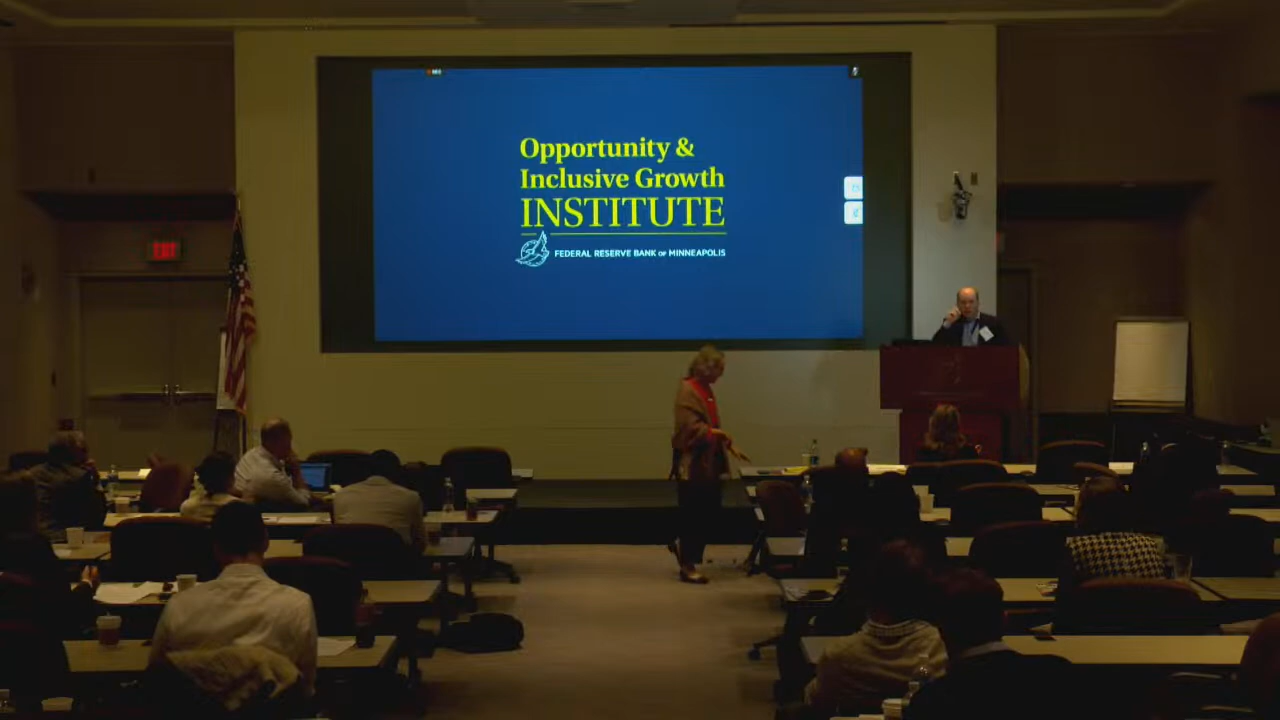 Opportunity &
Inclusive Growth
INSTITUTE
FEDERAL RESERVE BANK OF MINNEAPOLIS
EXIT